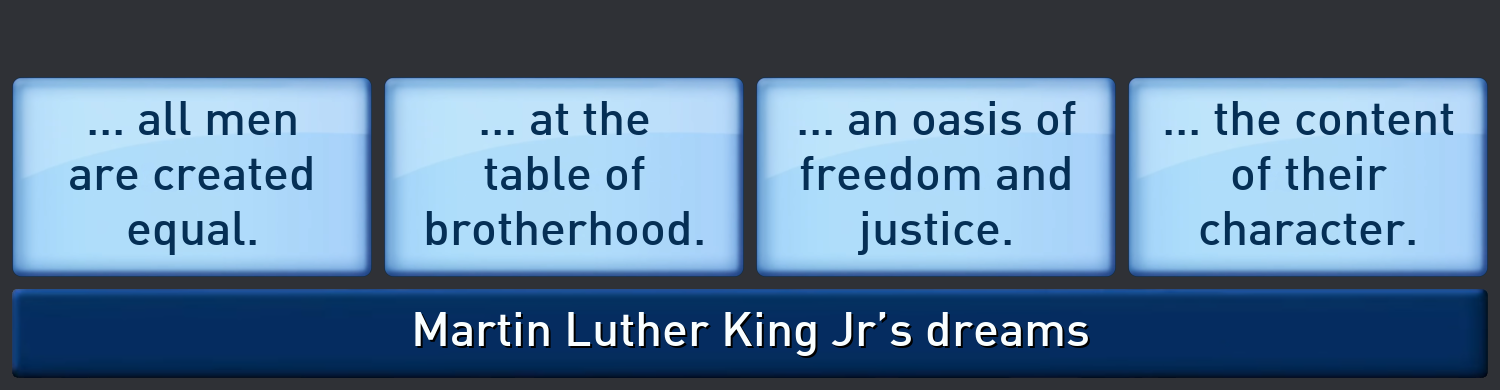 ... all men
are created
equal.
... at the
table of
brotherhood.
... an oasis of
freedom and
justice.
... the content
of their
character.
Martin Luther King Jr’s dreams